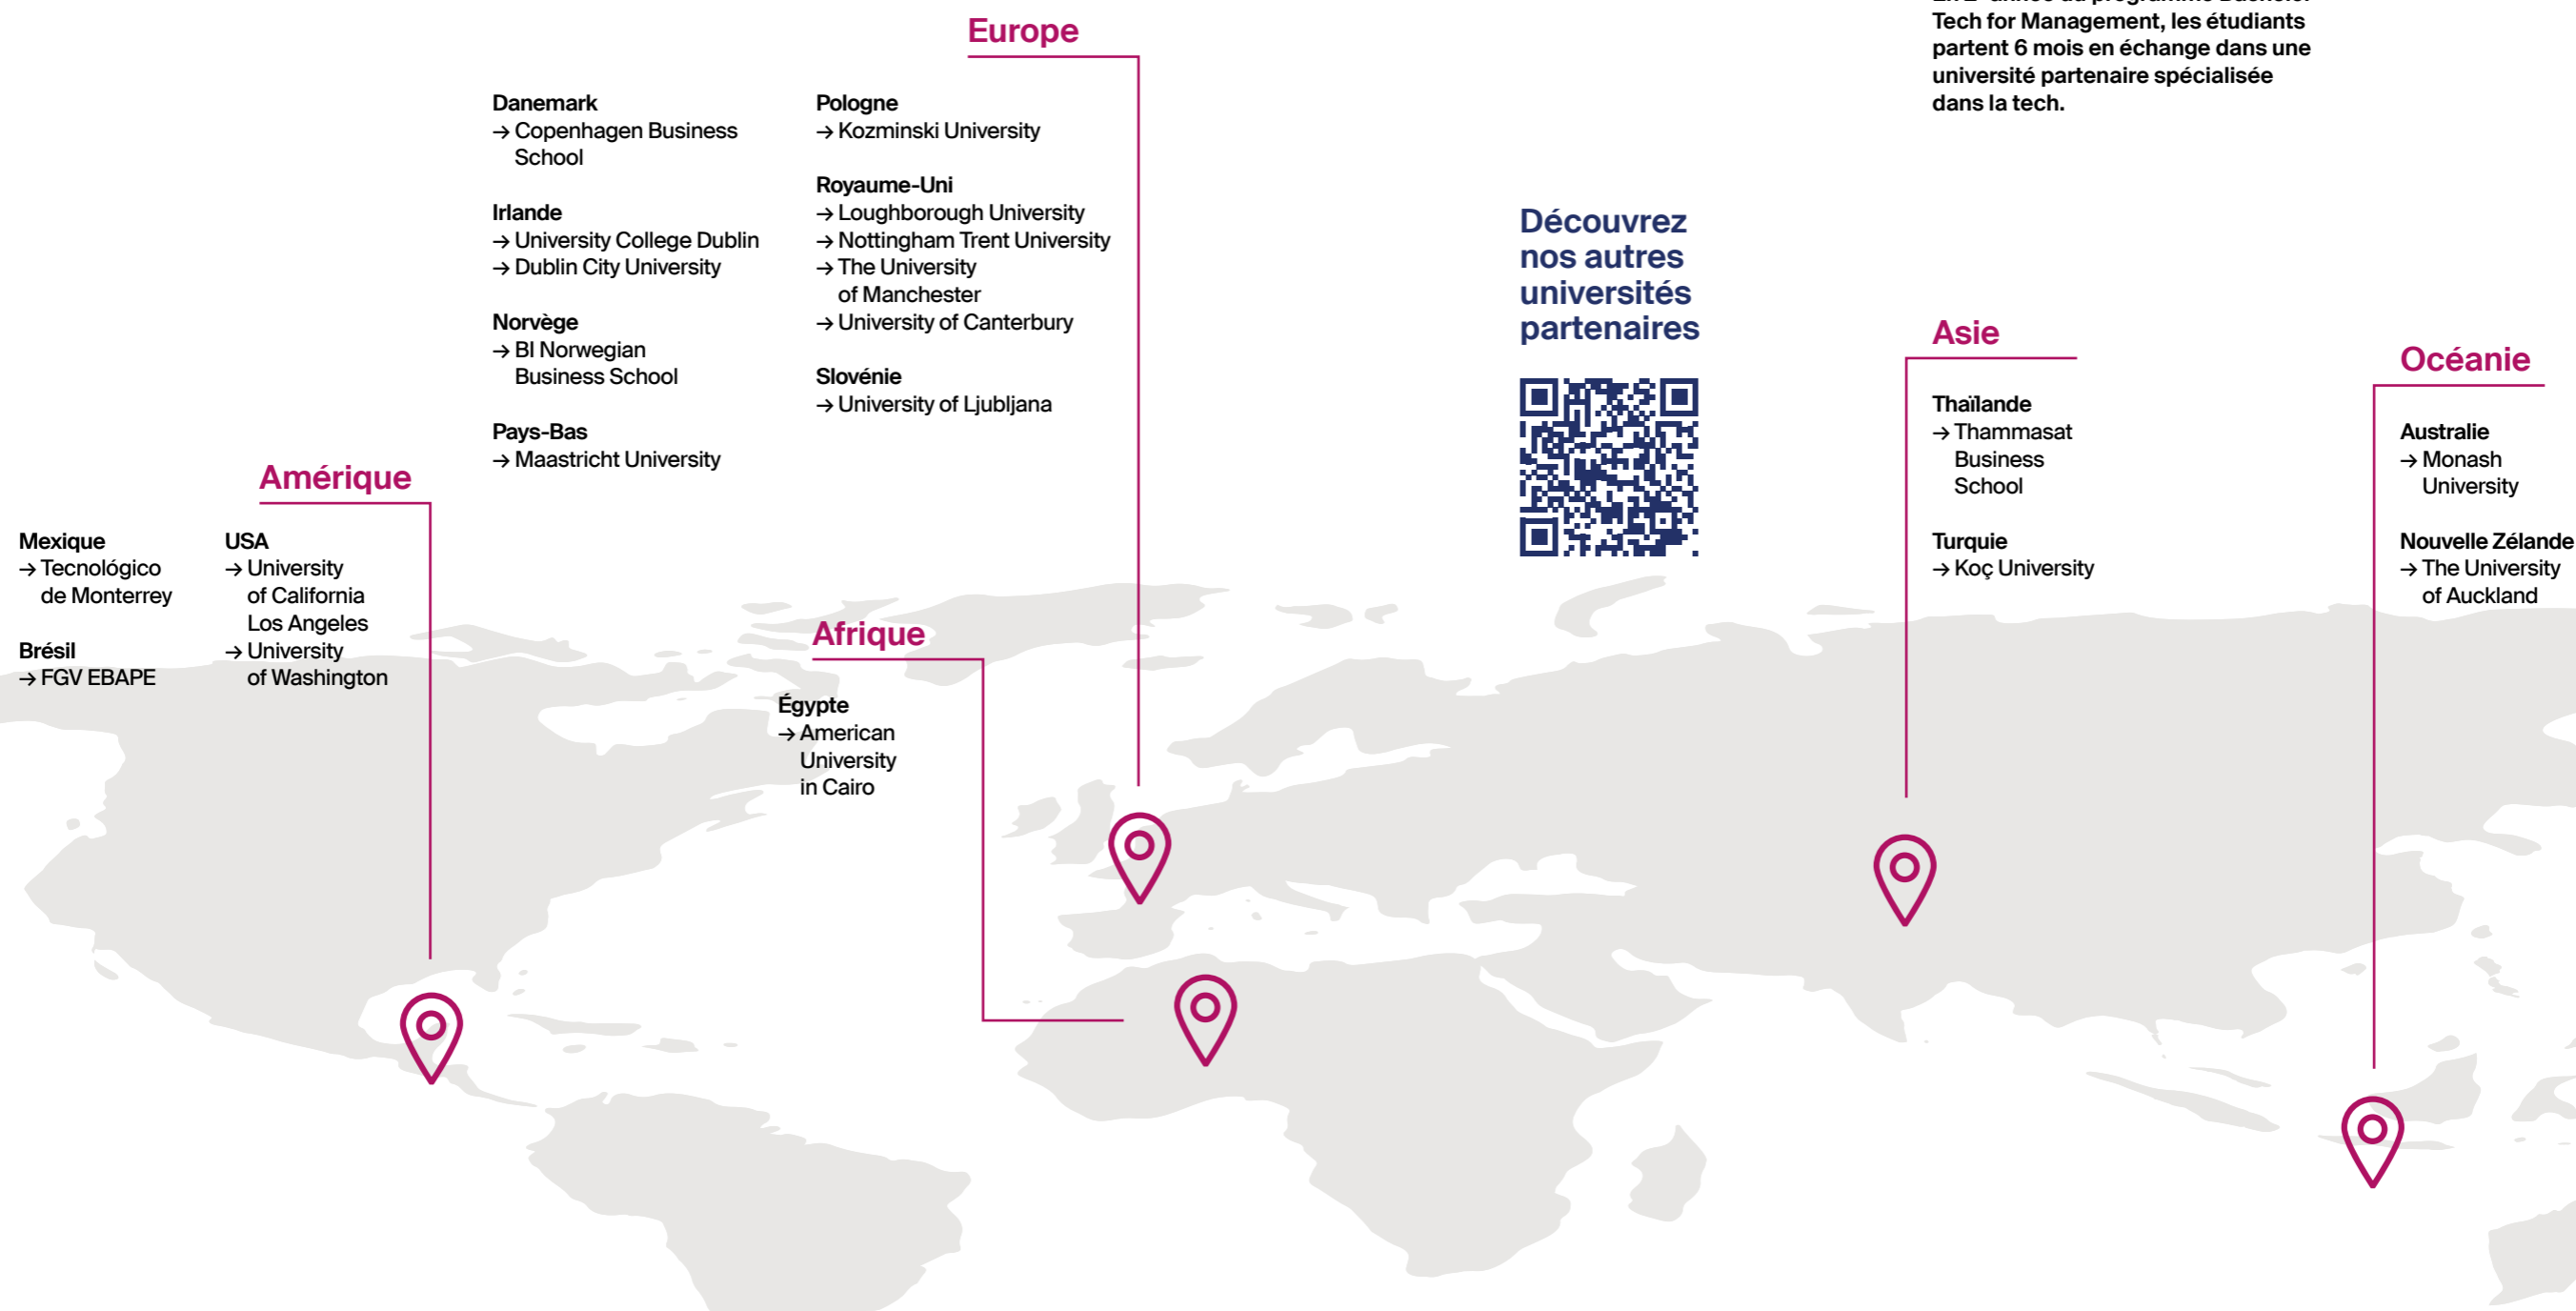 Tech for Management, les étudiants
partent 6 mois en échange dans une
université partenaire spécialisée
dans la tech.
Europe
Danemark
→ Copenhagen Business
School
Irlande
→ University College Dublin
→ Dublin City University
Norvège
→ BI Norwegian
Business School
Pays-Bas
→ Maastricht University
Pologne
→ Kozminski University
Royaume-Uni
→ Loughborough University
→ Nottingham Trent University
→ The University
of Manchester
→ University of Canterbury
Slovénie
→ University of Ljubljana
Découvrez
nos autres
universités
partenaires
Asie
Thaïlande
→ Thammasat
Business
School
Turquie
→ Koç University
Océanie
Australie
→ Monash
University
Nouvelle Zélande
→ The University
of Auckland
Amérique
Mexique
→ Tecnológico
de Monterrey
Brésil
→ FGV EBAPE
USA
→ University
of California
Los Angeles
→ University
of Washington
Afrique
Égypte
→ American
University
in Cairo